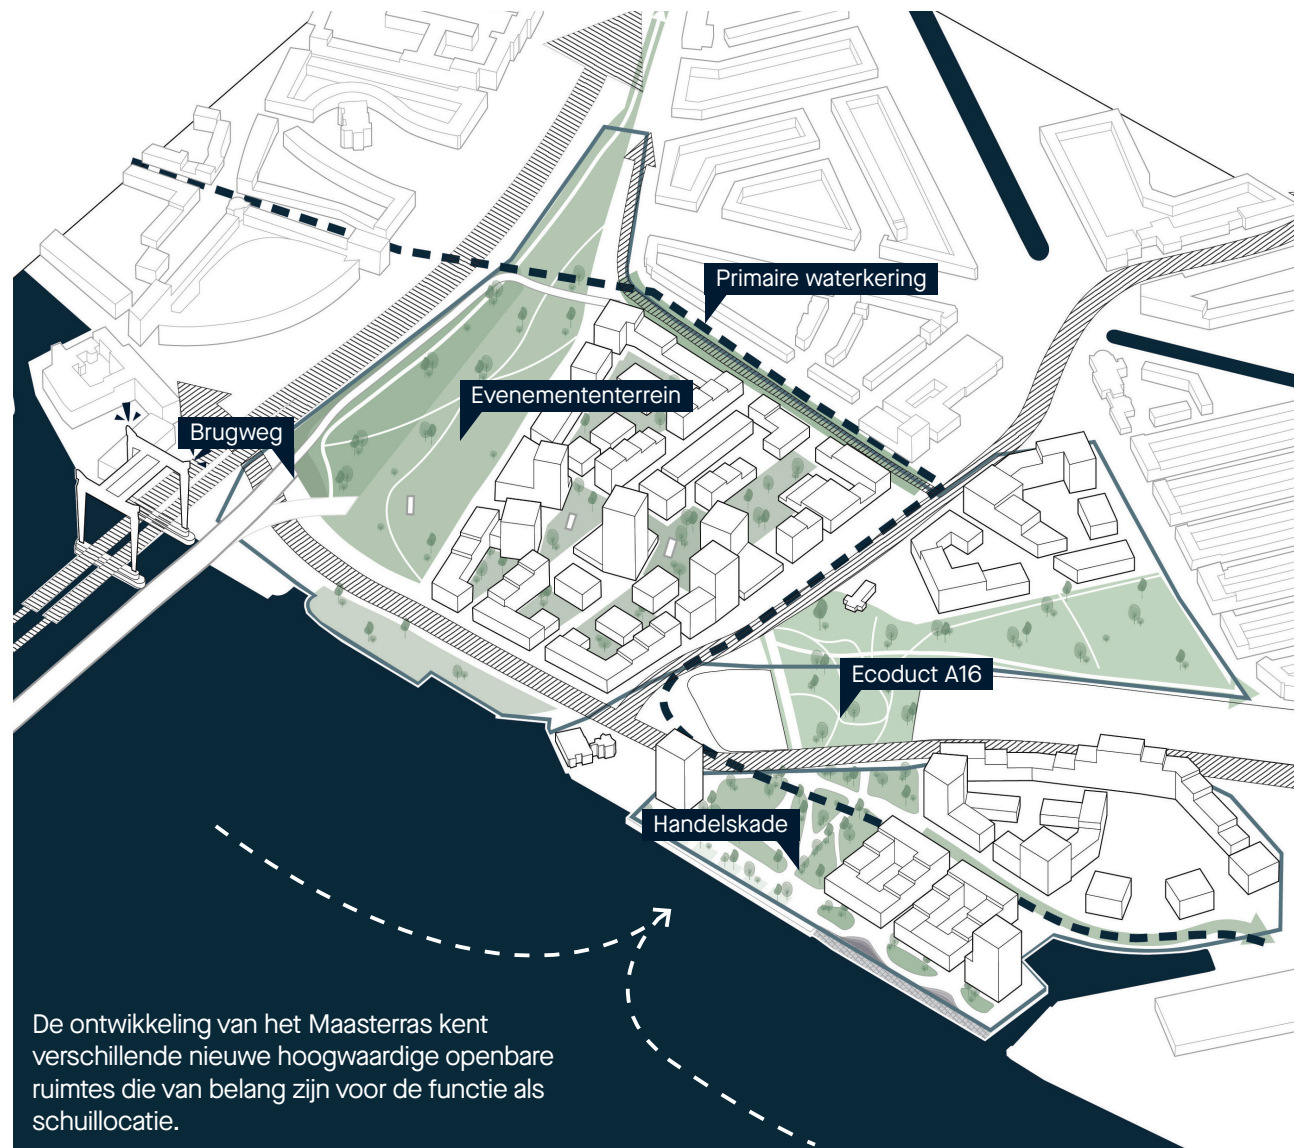 Primaire waterkering
Evenemententerrein
Brugweg
Ecoduct A16
Handelskade
De ontwikkeling van het Maasterras kent
verschillende nieuwe hoogwaardige openbare
ruimtes die van belang zijn voor de functie als
schuillocatie.